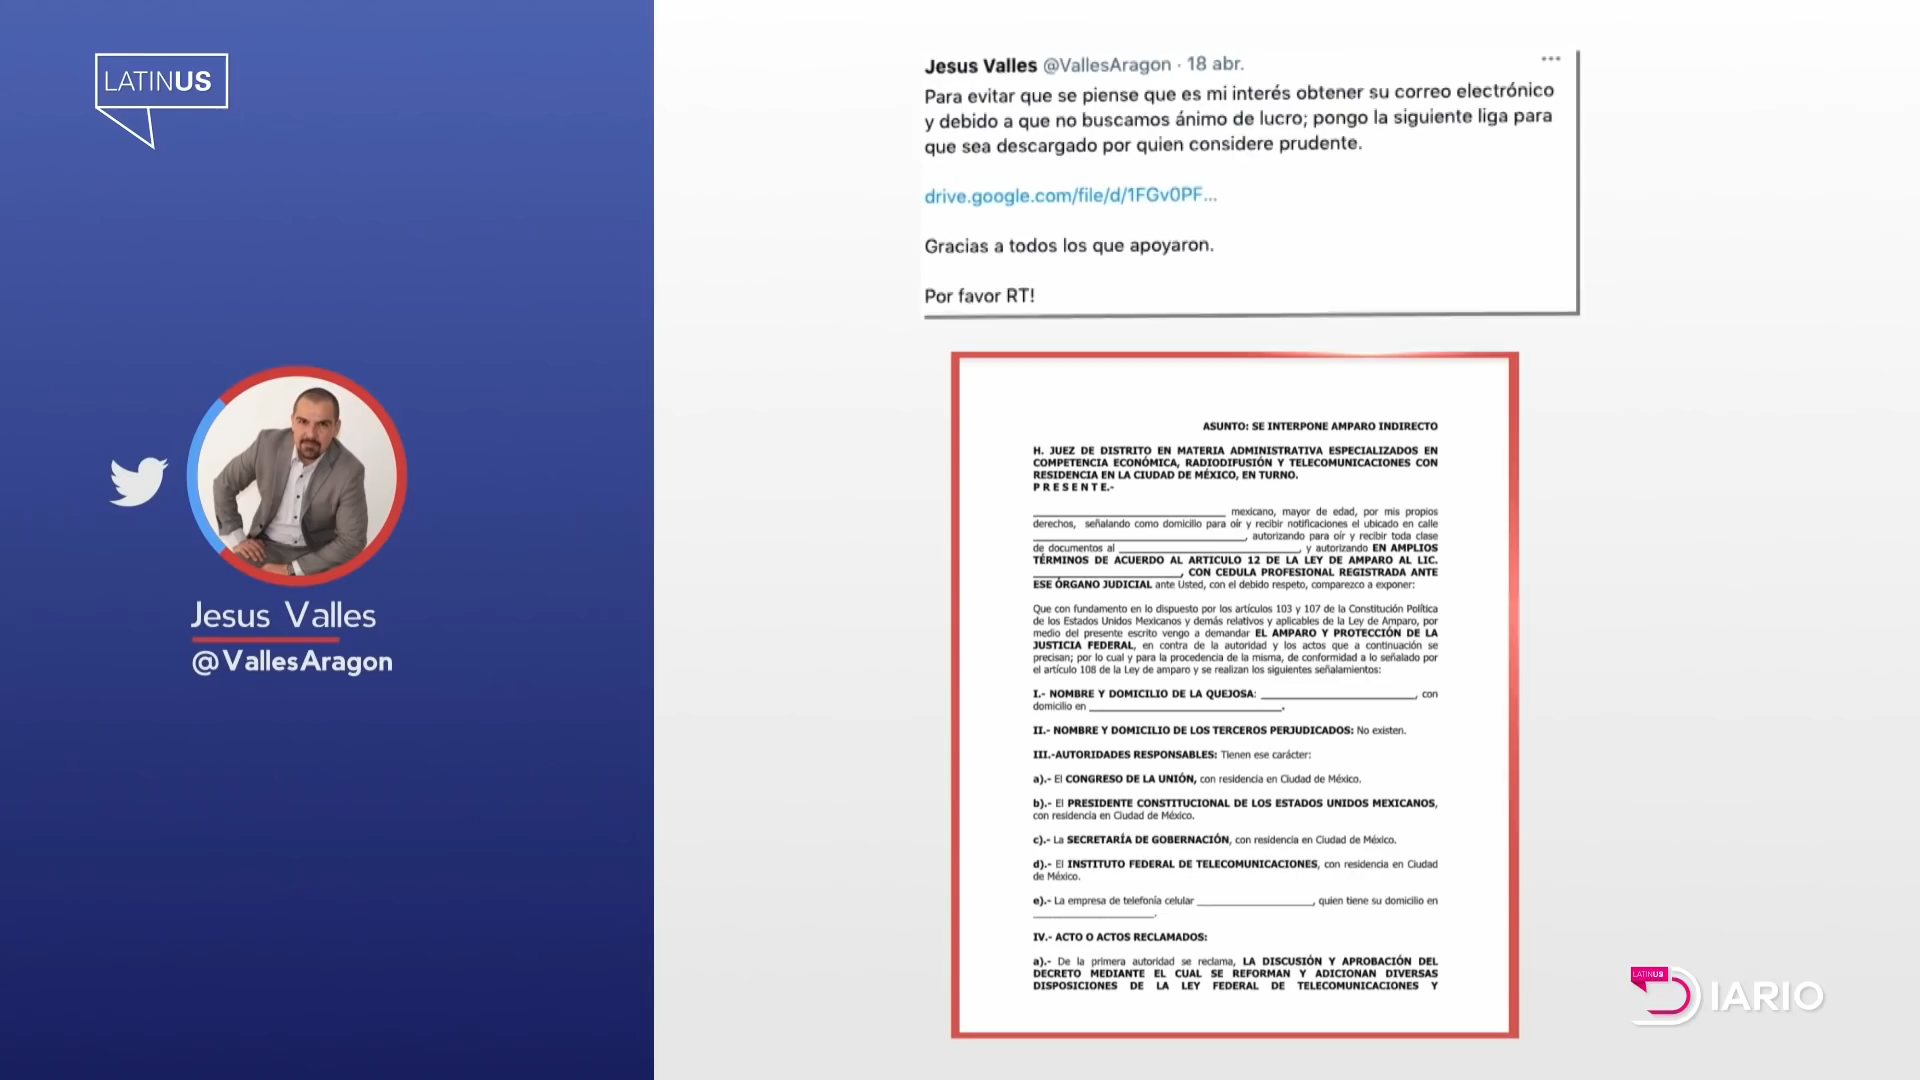 LATINUS
Jesus Valles
@VallesAragon
Jesus Valles @VallesAragon · 18 abr.
Para evitar que se piense que es mi interés obtener su correo electrónico
y debido a que no buscamos ánimo de lucro; pongo la siguiente liga para
que sea descargado por quien considere prudente.
drive.google.com/file/d/1FGv0PF...
Gracias a todos los que apoyaron.
Por favor RT!
ASUNTO: SE INTERPONE AMPARO INDIRECTO
H. JUEZ DE DISTRITO EN MATERIA ADMINISTRATIVA ESPECIALIZADOS EN
COMPETENCIA ECONÓMICA, RADIODIFUSIÓN Y TELECOMUNICACIONES CON
RESIDENCIA EN LA CIUDAD DE MÉXICO, EN TURNO.
P R E S E N T E.-
______________________________ mexicano, mayor de edad, por mis propios
derechos, señalando como domicilio para oír y recibir notificaciones el ubicado en calle
______________________________, autorizando para oír y recibir toda clase
de documentos al ______________________________, y autorizando EN AMPLIOS
TÉRMINOS DE ACUERDO AL ARTICULO 12 DE LA LEY DE AMPARO AL LIC.
______________________, CON CEDULA PROFESIONAL REGISTRADA ANTE
ESE ÓRGANO JUDICIAL ante Usted, con el debido respeto, comparezco a exponer:
Que con fundamento en lo dispuesto por los artículos 103 y 107 de la Constitución Política
de los Estados Unidos Mexicanos y demás relativos y aplicables de la Ley de Amparo, por
medio del presente escrito vengo a demandar EL AMPARO Y PROTECCIÓN DE LA
JUSTICIA FEDERAL, en contra de la autoridad y los actos que a continuación se
precisan; por lo cual y para la procedencia de la misma, de conformidad a lo señalado por
el artículo 108 de la Ley de amparo y se realizan los siguientes señalamientos:
I.- NOMBRE Y DOMICILIO DE LA QUEJOSA: ________________________, con
domicilio en ______________________________.
II.- NOMBRE Y DOMICILIO DE LOS TERCEROS PERJUDICADOS: No existen.
III.-AUTORIDADES RESPONSABLES: Tienen ese carácter:
a).- El CONGRESO DE LA UNIÓN, con residencia en Ciudad de México.
b).- El PRESIDENTE CONSTITUCIONAL DE LOS ESTADOS UNIDOS MEXICANOS,
con residencia en Ciudad de México.
c).- La SECRETARÍA DE GOBERNACIÓN, con residencia en Ciudad de México.
d).- El INSTITUTO FEDERAL DE TELECOMUNICACIONES, con residencia en Ciudad
de México.
e).- La empresa de telefonía celular __________________, quien tiene su domicilio en
___________________.
IV.- ACTO O ACTOS RECLAMADOS:
a).- De la primera autoridad se reclama, LA DISCUSIÓN Y APROBACIÓN DEL
DECRETO MEDIANTE EL CUAL SE REFORMAN Y ADICIONAN DIVERSAS
DISPOSICIONES DE LA LEY FEDERAL DE TELECOMUNICACIONES Y
LATINUS
DIARIO